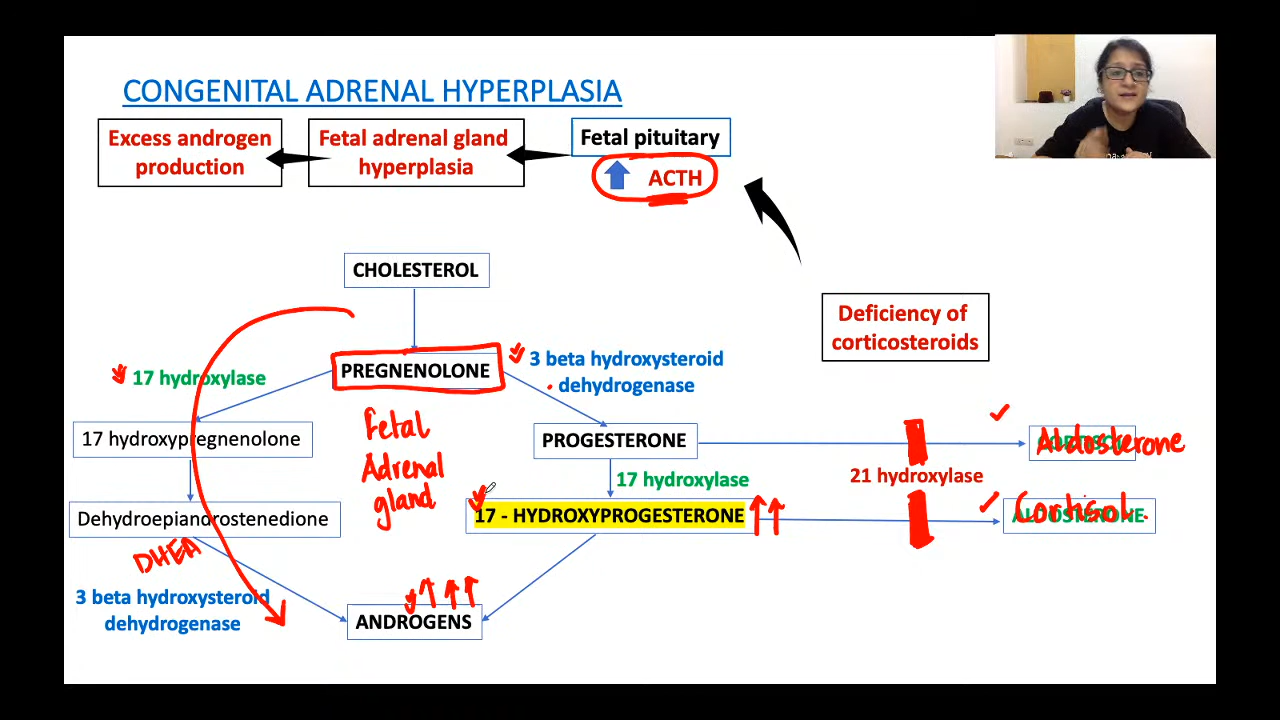 CONGENITAL ADRENAL HYPERPLASIA
Excess androgen
production
Fetal adrenal gland
hyperplasia
Fetal pituitary
ACTH
CHOLESTEROL
Deficiency of
corticosteroids
PREGNENOLONE
3 beta hydroxysteroid
dehydrogenase
17 hydroxylase
Fetal
Adrenal
gland
17 hydroxypregnenolone
PROGESTERONE
Aldosterone
17 hydroxylase
21 hydroxylase
Dehydroepiandrostenedione
17 - HYDROXYPROGESTERONE
Cortisol.
ALDOSTERONE
DHEA
3 beta hydroxysteroid
dehydrogenase
ANDROGENS